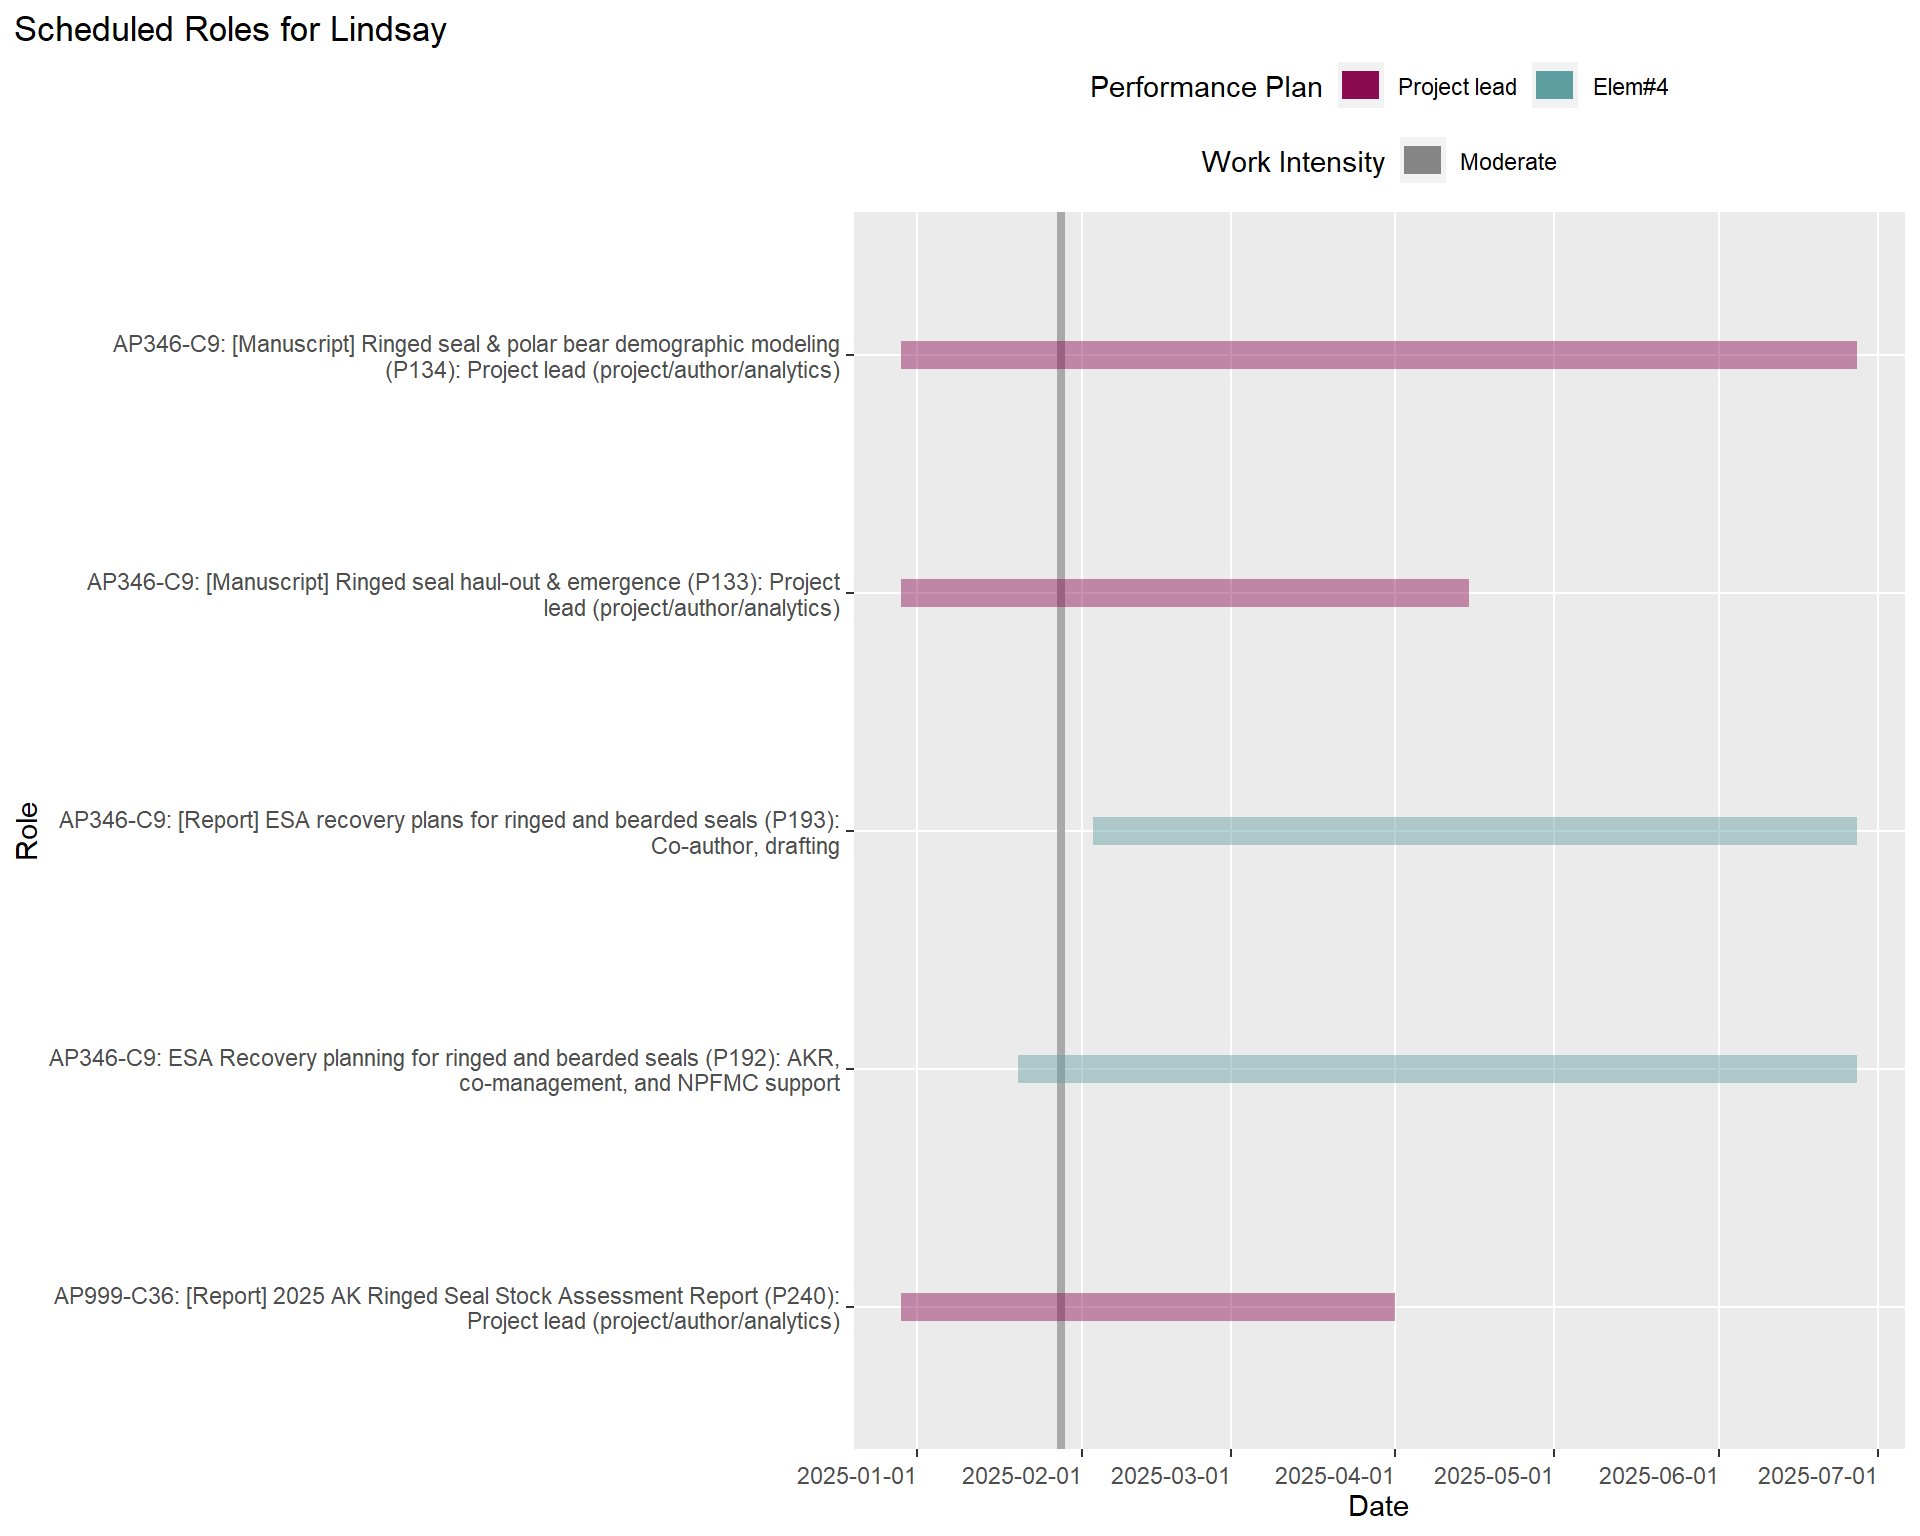 Scheduled Roles for Lindsay
Performance Plan Project lead Elem#4
Work Intensity Moderate
AP346-C9: [Manuscript] Ringed seal & polar bear demographic modeling
(P134): Project lead (project/author/analytics)
AP346-C9: [Manuscript] Ringed seal haul-out & emergence (P133): Project
lead (project/author/analytics)
Role
AP346-C9: [Report] ESA recovery plans for ringed and bearded seals (P193):
Co-author, drafting
AP346-C9: ESA Recovery planning for ringed and bearded seals (P192): AKR,
co-management, and NPFMC support
AP999-C36: [Report] 2025 AK Ringed Seal Stock Assessment Report (P240):
Project lead (project/author/analytics)
2025-01-01 2025-02-01 2025-03-01 2025-04-01 2025-05-01 2025-06-01 2025-07-01
Date